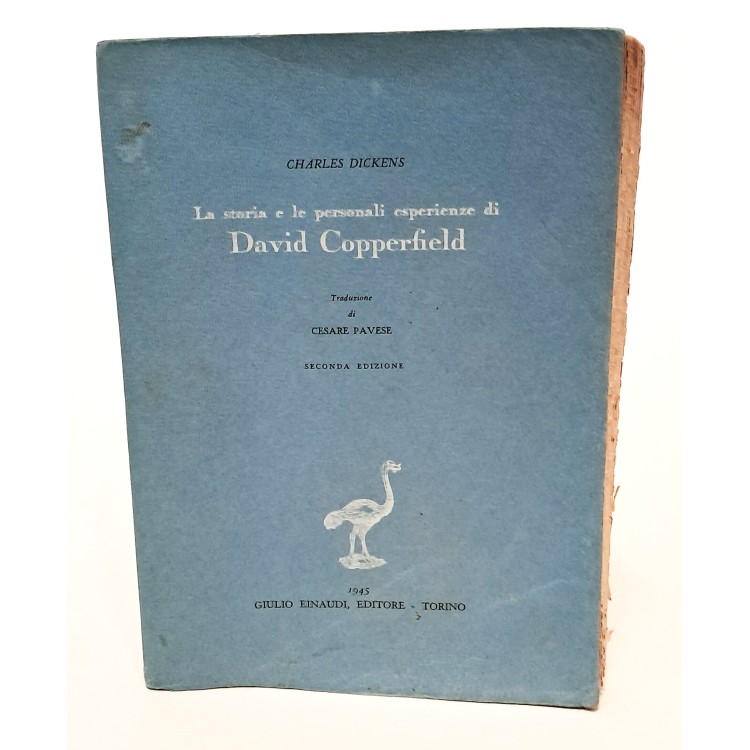 CHARLES DICKENS
La storia e le personali esperienze di
David Copperfield
Traduzione
di
CESARE PAVESE
SECONDA EDIZIONE
1945
GIULIO EINAUDI, EDITORE - TORINO